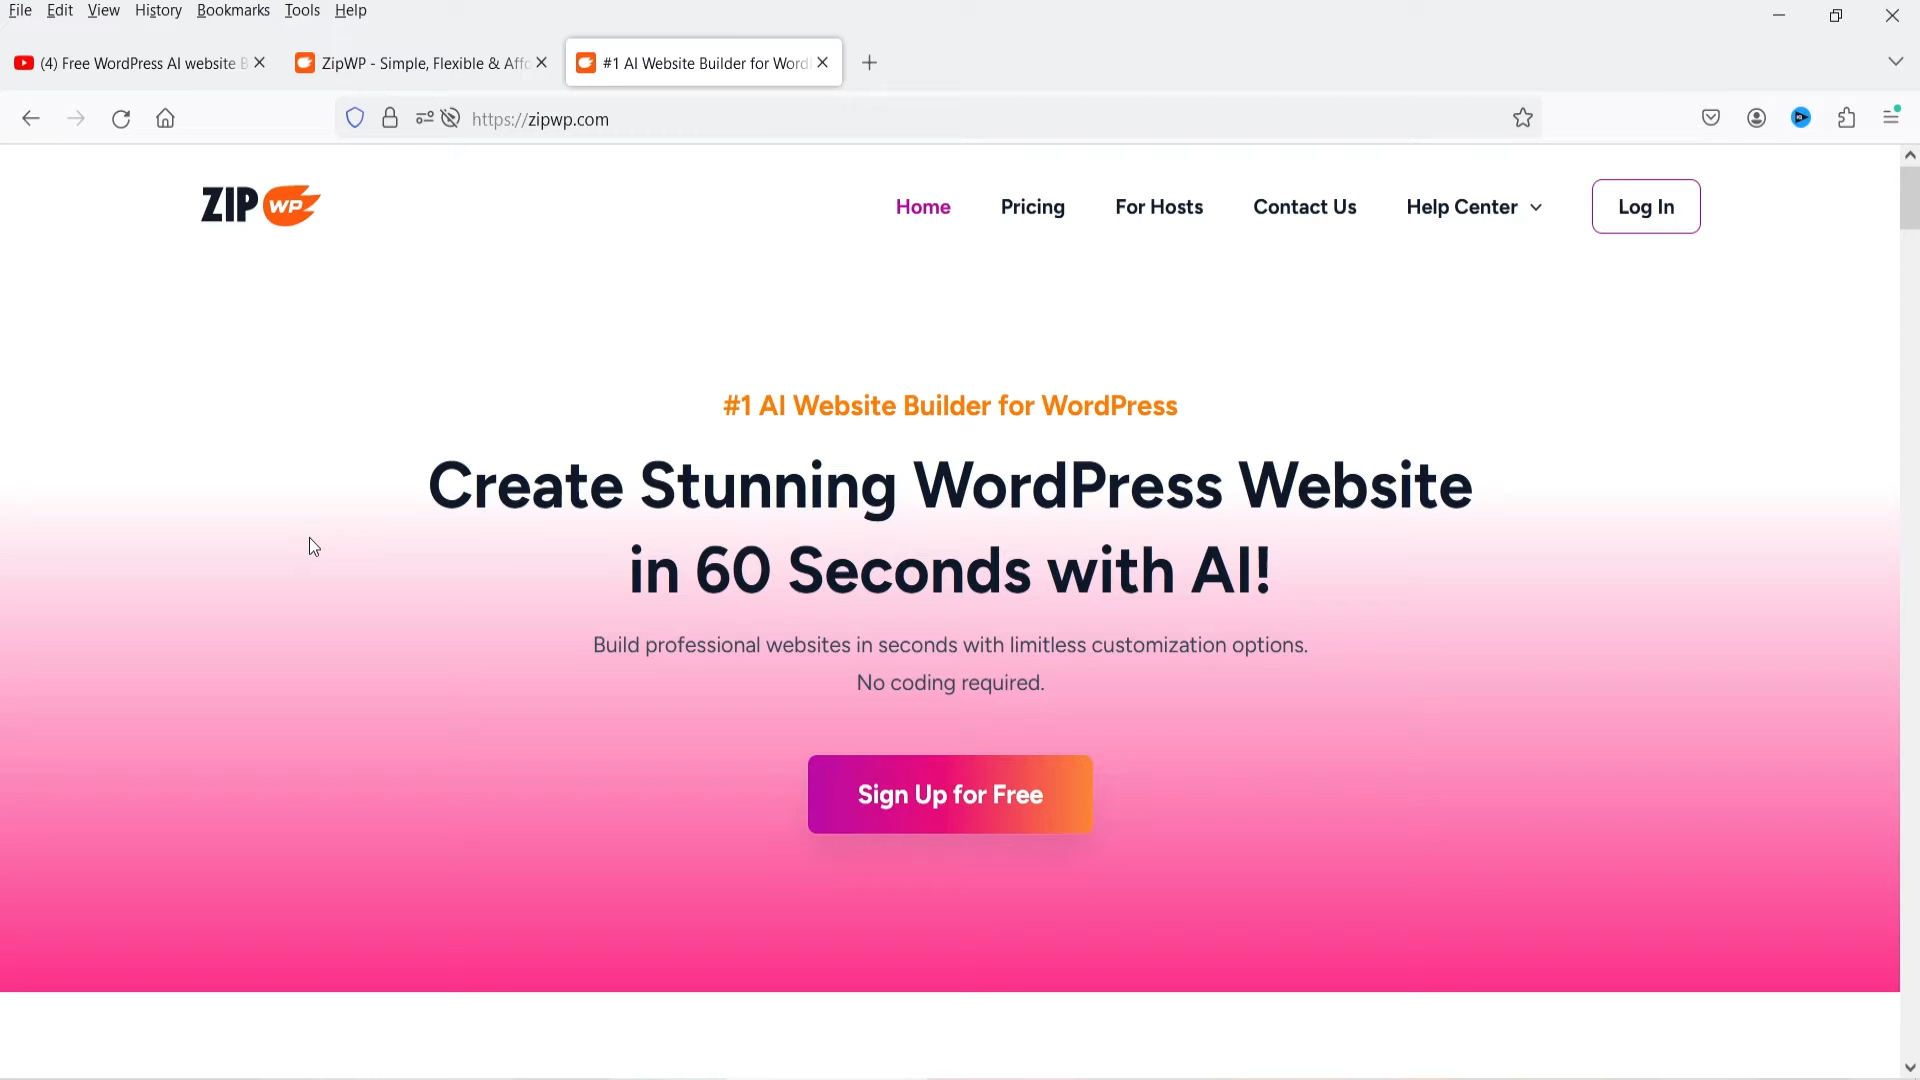 File Edit View History Bookmarks Tools Help
(4) Free WordPress AI website B
ZipWP - Simple, Flexible & Affo
#1 AI Website Builder for Word
https://zipwp.com
ZIP WP
Home Pricing For Hosts Contact Us Help Center Log In
#1 AI Website Builder for WordPress
Create Stunning WordPress Website
in 60 Seconds with AI!
Build professional websites in seconds with limitless customization options.
No coding required.
Sign Up for Free